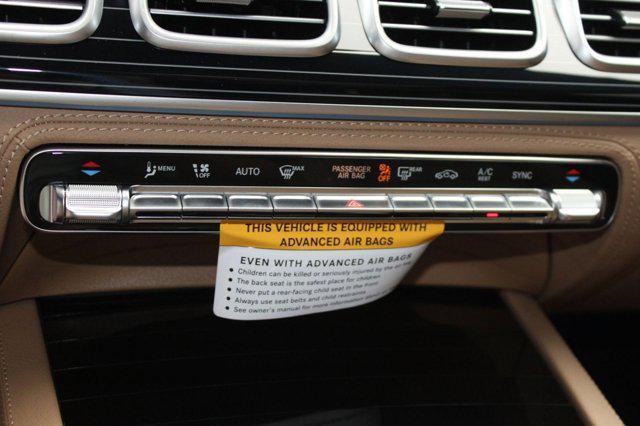 MENU OFF AUTO MAX PASSENGER AIR BAG OFF REAR A/C REST SYNC
THIS VEHICLE IS EQUIPPED WITH
ADVANCED AIR BAGS
EVEN WITH ADVANCED AIR BAGS
• Children can be killed or seriously injured by the air bag
• The back seat is the safest place for children
• Never put a rear-facing child seat in the front
• Always use seat belts and child restraints
• See owner's manual for more information about